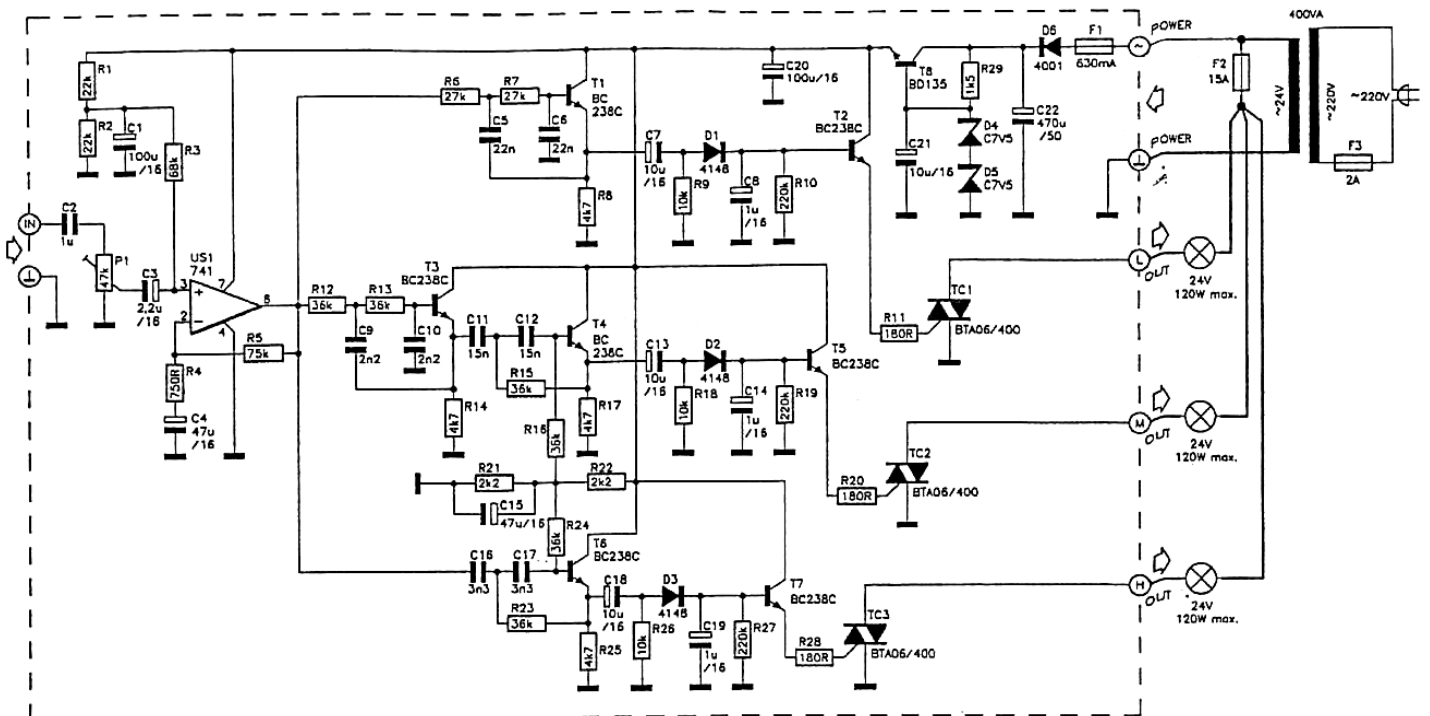 400VA
POWER
D6
4001
F1
630mA
F2
15A
~24V
~220V
~220V
F3
2A
R1
22k
R2
22k
C1
100u
/16
R3
68k
R6
27k
R7
27k
T1
BC
238C
C5
22n
C6
22n
C20
100u/16
T8
BD135
R29
1k5
C22
470u
/50
D4
C7V5
D5
C7V5
C21
10u/16
POWER
T2
BC238C
C7
10u
/16
D1
4148
R9
10k
C8
1u
/16
R10
220k
R8
4k7
IN
C2
1u
P1
47k
C3
2,2u
/16
US1
741
3
+
7
6
2
-
4
R5
75k
R4
750R
C4
47u
/16
R12
36k
R13
36k
T3
BC238C
C9
2n2
C10
2n2
C11
15n
C12
15n
T4
BC
238C
R15
36k
R14
4k7
R16
36k
R17
4k7
C13
10u
/16
D2
4148
R18
10k
C14
1u
/16
R19
220k
T5
BC238C
R11
180R
TC1
BTA06/400
L
OUT
24V
120W max.
R20
180R
TC2
BTA06/400
M
OUT
24V
120W max.
R21
2k2
R22
2k2
C15
47u/16
R24
36k
C16
3n3
C17
3n3
T6
BC238C
R23
36k
R25
4k7
C18
10u
/16
D3
4148
R26
10k
C19
1u
/16
R27
220k
T7
BC238C
R28
180R
TC3
BTA06/400
H
OUT
24V
120W max.